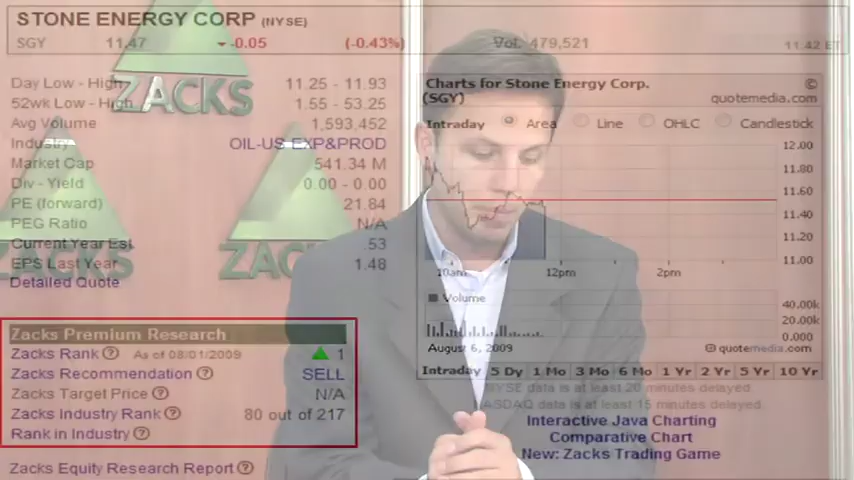 STONE ENERGY CORP (NYSE)
SGY 11.47 -0.05 (-0.43%) Vol. 479,521 11.42 ET
Day Low - High 11.25 - 11.93
52wk Low - High 1.55 - 53.25
Avg Volume 1,593,452
Industry OIL-US EXP&PROD
Market Cap 541.34 M
Div - Yield 0.00 - 0.00
PE (forward) 21.84
PEG Ratio N/A
Current Year Est .53
EPS Last Year 1.48
Detailed Quote
Zacks Premium Research
Zacks Rank ? As of 08/01/2009 1
Zacks Recommendation ? SELL
Zacks Target Price ? N/A
Zacks Industry Rank ? 80 out of 217
Rank in Industry ?
Zacks Equity Research Report ?
ZACKS
ZACKS
ZACKS
Charts for Stone Energy Corp. ©
(SGY) quotemedia.com
Intraday Area Line OHLC Candlestick
12.00
11.80
11.60
11.40
11.20
11.00
10am 12pm 2pm
Volume
40.00k
20.00k
0.000
August 6, 2009 © quotemedia.com
Intraday 5 Dy 1 Mo 3 Mo 6 Mo 1 Yr 2 Yr 5 Yr 10 Yr
NYSE data is at least 20 minutes delayed.
NASDAQ data is at least 15 minutes delayed.
Interactive Java Charting
Comparative Chart
New: Zacks Trading Game